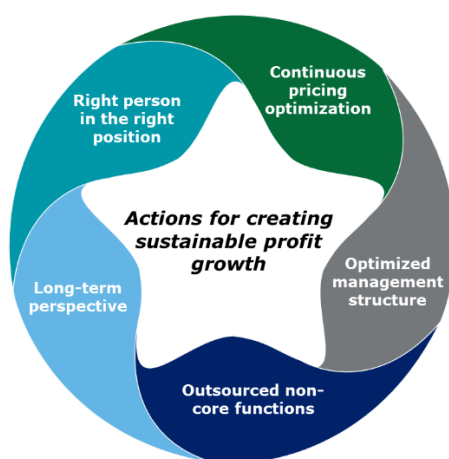 Continuous
pricing
optimization
Right person
in the right
position
Actions for creating
sustainable profit
growth
Optimized
management
structure
Long-term
perspective
Outsourced non-
core functions